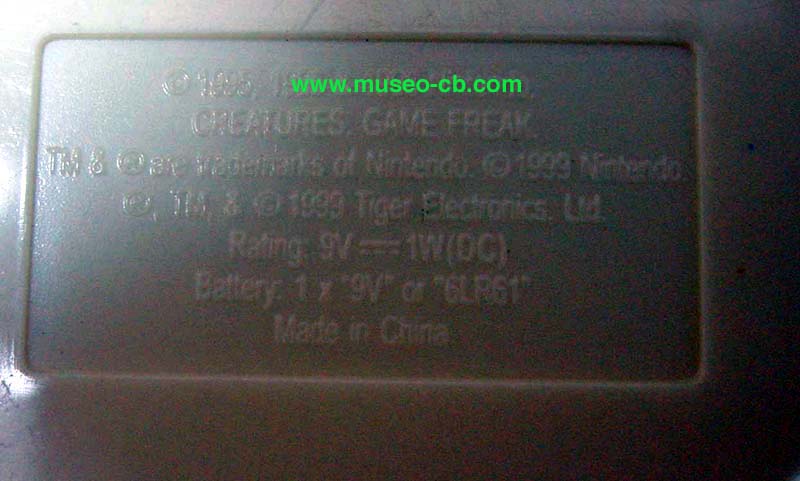 © 1995,
www.museo-cb.com
CREATURES. GAME FREAK.
TM & ® are trademarks of Nintendo. © 1999 Nintendo.
®, TM, & © 1999 Tiger Electronics. Ltd.
Rating: 9V⎓1W(DC)
Battery: 1 x "9V" or "6LR61"
Made in China